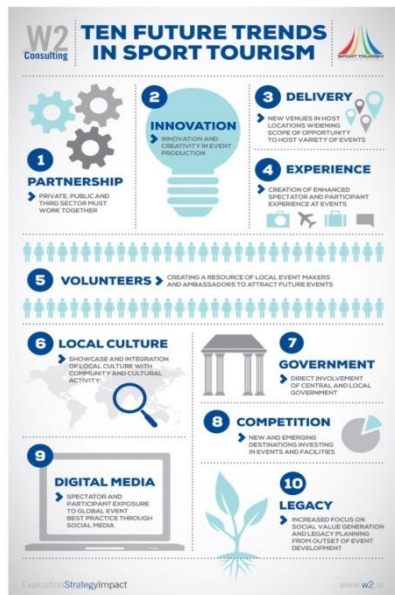 W2
Consulting
TEN FUTURE TRENDS
IN SPORT TOURISM
SPORT TOURISM
1
PARTNERSHIP
PRIVATE, PUBLIC AND
THIRD SECTOR MUST
WORK TOGETHER
2
INNOVATION
INNOVATION AND
CREATIVITY IN EVENT
PRODUCTION
3 DELIVERY
NEW VENUES IN HOST
LOCATIONS WIDENING
SCOPE OF OPPORTUNITY
TO HOST VARIETY OF EVENTS
4 EXPERIENCE
CREATION OF ENHANCED
SPECTATOR AND PARTICIPANT
EXPERIENCE AT EVENTS
5 VOLUNTEERS
CREATING A RESOURCE OF LOCAL EVENT MAKERS
AND AMBASSADORS TO ATTRACT FUTURE EVENTS
6 LOCAL CULTURE
SHOWCASE AND INTEGRATION
OF LOCAL CULTURE WITH
COMMUNITY AND CULTURAL
ACTIVITY
7
GOVERNMENT
DIRECT INVOLVEMENT
OF CENTRAL AND LOCAL
GOVERNMENT
8 COMPETITION
NEW AND EMERGING
DESTINATIONS INVESTING
IN EVENTS AND FACILITIES
9
DIGITAL MEDIA
SPECTATOR AND
PARTICIPANT EXPOSURE
TO GLOBAL EVENT
BEST PRACTICE THROUGH
SOCIAL MEDIA
10
LEGACY
INCREASED FOCUS ON
SOCIAL VALUE GENERATION
AND LEGACY PLANNING
FROM OUTSET OF EVENT
DEVELOPMENT
EvaluationStrategyImpact
www.w2.ie